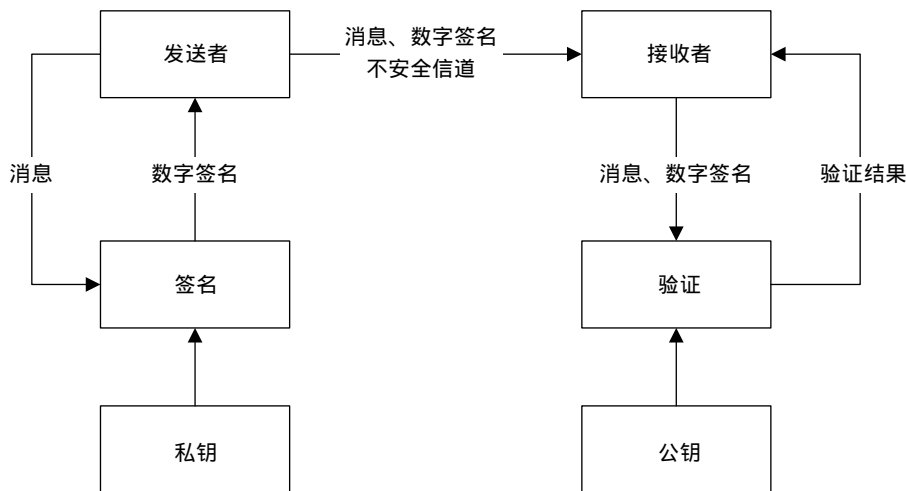 发送者
消息、数字签名
不安全信道
接收者
消息
数字签名
消息、数字签名
验证结果
签名
验证
私钥
公钥